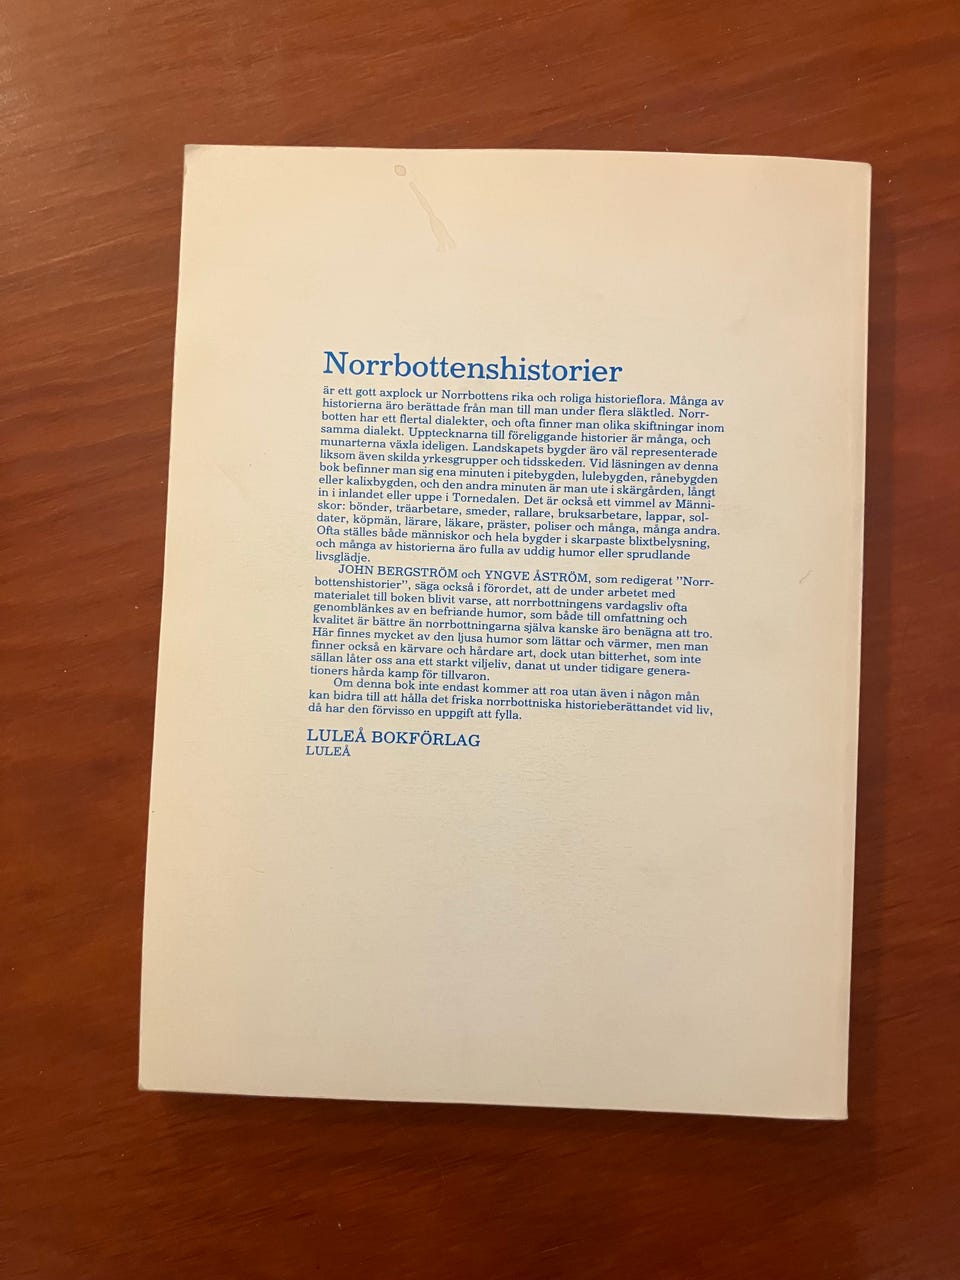 Norrbottenshistorier
är ett gott axplock ur Norrbottens rika och roliga historieflora. Många av
historierna äro berättade från man till man under flera släktled. Norr-
botten har ett flertal dialekter, och ofta finner man olika skiftningar inom
samma dialekt. Upptecknarna till föreliggande historier är många, och
munarterna växla ideligen. Landskapets bygder äro väl representerade
liksom även skilda yrkesgrupper och tidsskeden. Vid läsningen av denna
bok befinner man sig ena minuten i pitebygden, lulebygden, rånebygden
eller kalixbygden, och den andra minuten är man ute i skärgården, långt
in i inlandet eller uppe i Tornedalen. Det är också ett vimmel av Männi-
skor: bönder, träarbetare, smeder, rallare, bruksarbetare, lappar, sol-
dater, köpmän, lärare, läkare, präster, poliser och många, många andra.
Ofta ställes både människor och hela bygder i skarpaste blixtbelysning,
och många av historierna äro fulla av uddig humor eller sprudlande
livsglädje.
JOHN BERGSTRÖM och YNGVE ÅSTRÖM, som redigerat ”Norr-
bottenshistorier”, säga också i förordet, att de under arbetet med
materialet till boken blivit varse, att norrbottningens vardagsliv ofta
genomblänkes av en befriande humor, som både till omfattning och
kvalitet är bättre än norrbottningarna själva kanske äro benägna att tro.
Här finnes mycket av den ljusa humor som lättar och värmer, men man
finner också en kärvare och hårdare art, dock utan bitterhet, som inte
sällan låter oss ana ett starkt viljeliv, danat ut under tidigare genera-
tioners hårda kamp för tillvaron.
Om denna bok inte endast kommer att roa utan även i någon mån
kan bidra till att hålla det friska norrbottniska historieberättandet vid liv,
då har den förvisso en uppgift att fylla.
LULEÅ BOKFÖRLAG
LULEÅ